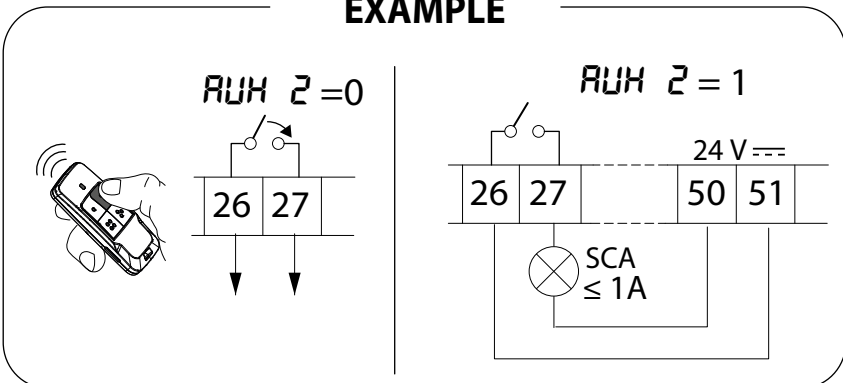 EXAMPLE
AUX 2 =0
26 27
AUX 2 = 1
24 V
26 27 50 51
SCA
≤ 1A